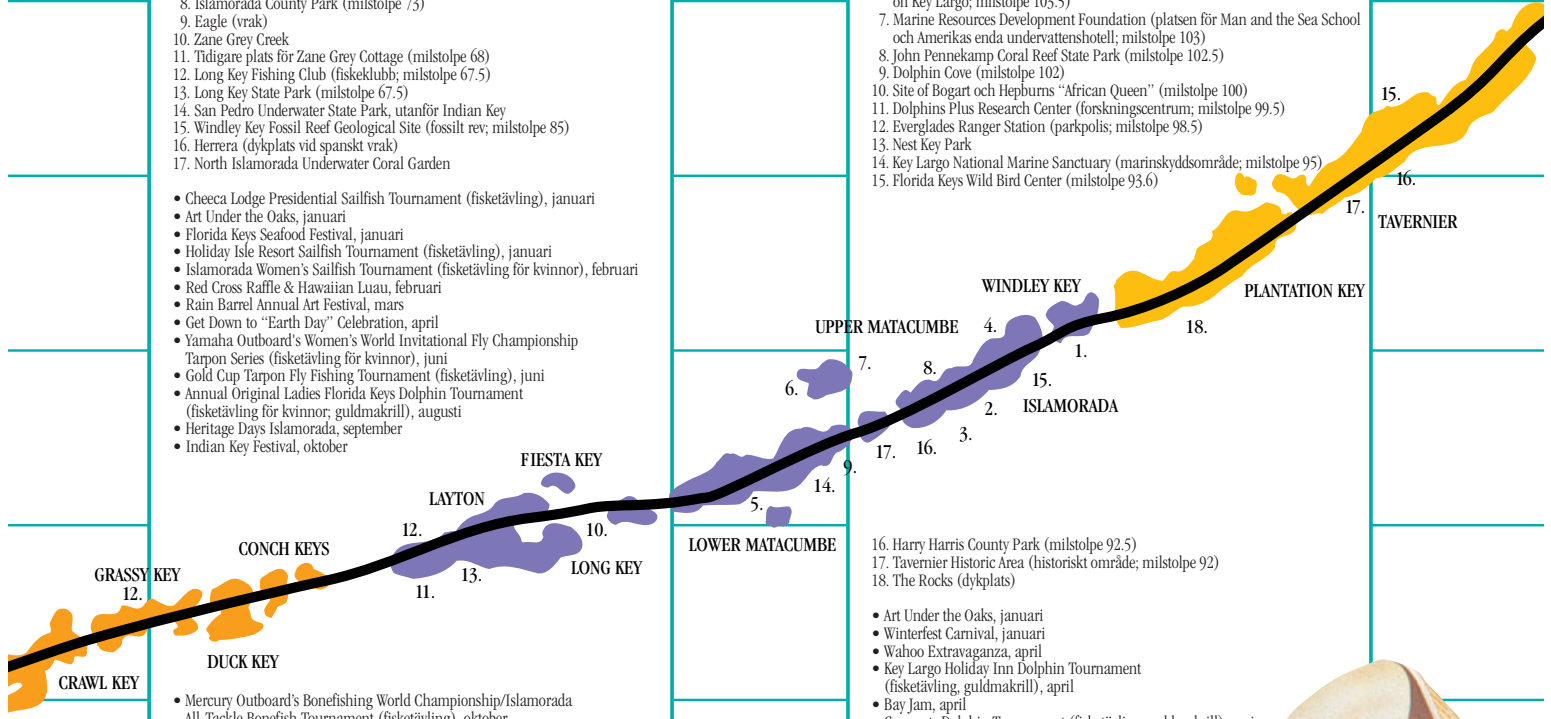 8. Islamorada County Park (milstolpe 73)
9. Eagle (vrak)
10. Zane Grey Creek
11. Tidigare plats för Zane Grey Cottage (milstolpe 68)
12. Long Key Fishing Club (fiskeklubb; milstolpe 67.5)
13. Long Key State Park (milstolpe 67.5)
14. San Pedro Underwater State Park, utanför Indian Key
15. Windley Key Fossil Reef Geological Site (fossilt rev; milstolpe 85)
16. Herrera (dykplats vid spanskt vrak)
17. North Islamorada Underwater Coral Garden
• Cheeca Lodge Presidential Sailfish Tournament (fisketävling), januari
• Art Under the Oaks, januari
• Florida Keys Seafood Festival, januari
• Holiday Isle Resort Sailfish Tournament (fisketävling), januari
• Islamorada Women's Sailfish Tournament (fisketävling för kvinnor), februari
• Red Cross Raffle & Hawaiian Luau, februari
• Rain Barrel Annual Art Festival, mars
• Get Down to “Earth Day” Celebration, april
• Yamaha Outboard's Women's World Invitational Fly Championship
Tarpon Series (fisketävling för kvinnor), juni
• Gold Cup Tarpon Fly Fishing Tournament (fisketävling), juni
• Annual Original Ladies Florida Keys Dolphin Tournament
(fisketävling för kvinnor; guldmakrill), augusti
• Heritage Days Islamorada, september
• Indian Key Festival, oktober
on Key Largo; milstolpe 103.5)
7. Marine Resources Development Foundation (platsen för Man and the Sea School
och Amerikas enda undervattenshotell; milstolpe 103)
8. John Pennekamp Coral Reef State Park (milstolpe 102.5)
9. Dolphin Cove (milstolpe 102)
10. Site of Bogart och Hepburns “African Queen” (milstolpe 100)
11. Dolphins Plus Research Center (forskningscentrum; milstolpe 99.5)
12. Everglades Ranger Station (parkpolis; milstolpe 98.5)
13. Nest Key Park
14. Key Largo National Marine Sanctuary (marinskyddsområde; milstolpe 95)
15. Florida Keys Wild Bird Center (milstolpe 93.6)
15.
16.
17.
TAVERNIER
PLANTATION KEY
18.
WINDLEY KEY
UPPER MATACUMBE
4.
1.
7.
8.
6.
15.
2.
ISLAMORADA
3.
16.
17.
9.
14.
5.
LOWER MATACUMBE
FIESTA KEY
LAYTON
12.
10.
CONCH KEYS
LONG KEY
13.
11.
GRASSY KEY
12.
DUCK KEY
CRAWL KEY
• Mercury Outboard's Bonefishing World Championship/Islamorada
All-Tackle Bonefish Tournament (fisketävling), oktober
16. Harry Harris County Park (milstolpe 92.5)
17. Tavernier Historic Area (historiskt område; milstolpe 92)
18. The Rocks (dykplats)
• Art Under the Oaks, januari
• Winterfest Carnival, januari
• Wahoo Extravaganza, april
• Key Largo Holiday Inn Dolphin Tournament
(fisketävling, guldmakrill), april
• Bay Jam, april